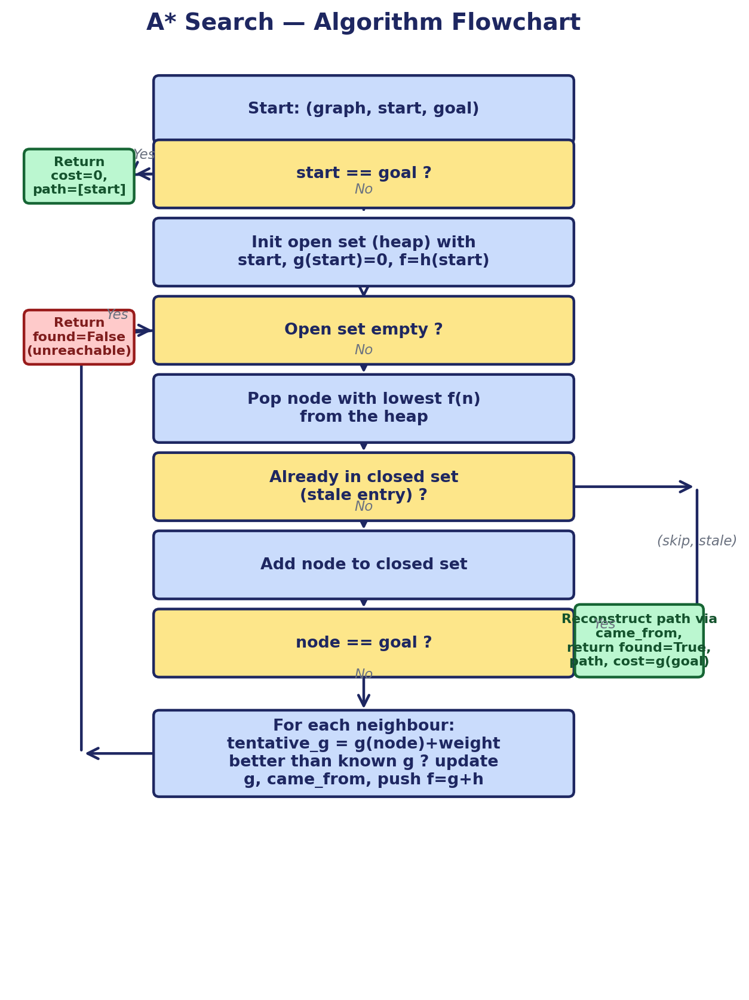 A* Search — Algorithm Flowchart
Start: (graph, start, goal)
Yes
Return
cost=0,
path=[start]
start == goal ?
No
Init open set (heap) with
start, g(start)=0, f=h(start)
Yes
Return
found=False
(unreachable)
Open set empty ?
No
Pop node with lowest f(n)
from the heap
Already in closed set
(stale entry) ?
No
(skip, stale)
Add node to closed set
node == goal ?
Yes
Reconstruct path via
came_from,
return found=True,
path, cost=g(goal)
No
For each neighbour:
tentative_g = g(node)+weight
better than known g ? update
g, came_from, push f=g+h